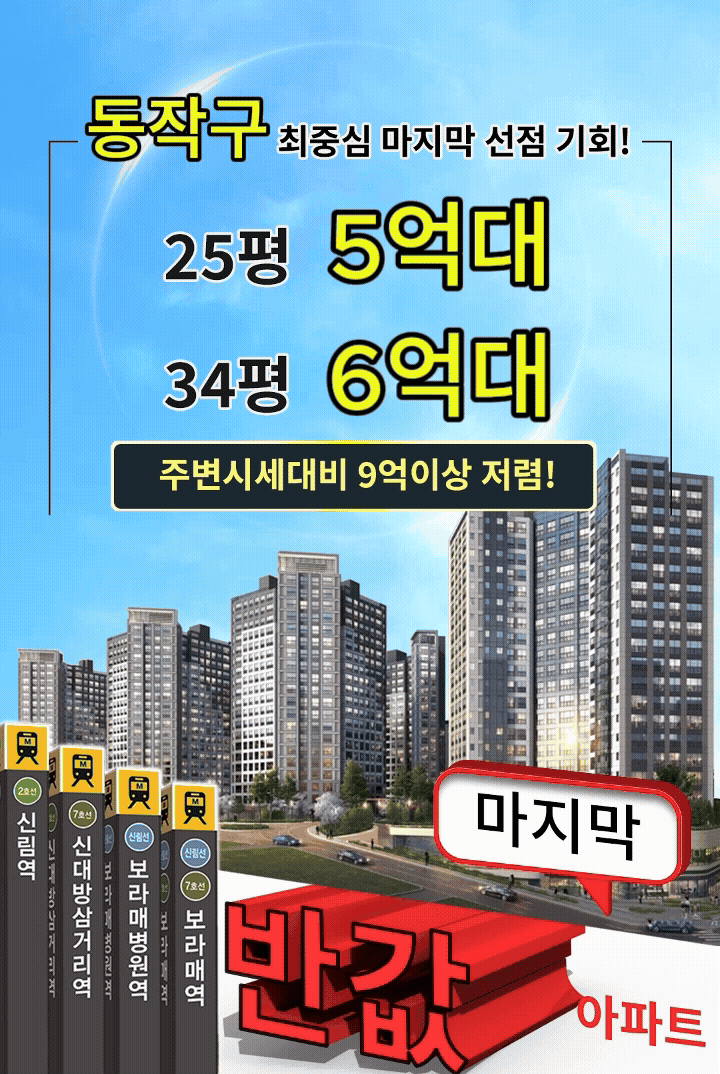 동작구 최중심 마지막 선점 기회!
25평 5억대
34평 6억대
주변시세대비 9억이상 저렴!
M
2호선
신림역
M
7호선
신대방삼거리역
M
신림선
보라매병원역
M
신림선
7호선
보라매역
마지막
반값
아파트